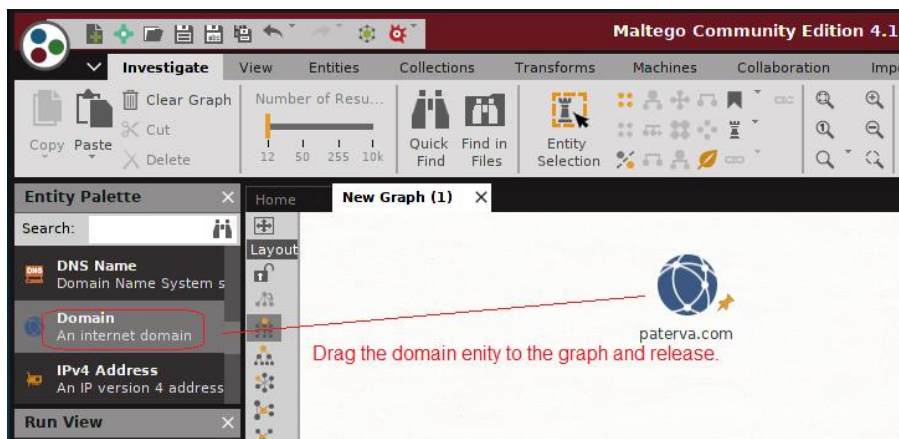 Maltego Community Edition 4.1
Investigate View Entities Collections Transforms Machines Collaboration
Clear Graph
Cut
Copy Paste
Delete
Number of Resu...
12 50 255 10k
Quick Find
Find in Files
Entity Selection
Entity Palette
Home
New Graph (1)
Search:
Layout
DNS
DNS Name
Domain Name System s
Domain
An internet domain
IPv4 Address
An IP version 4 address
Run View
paterva.com
Drag the domain enity to the graph and release.